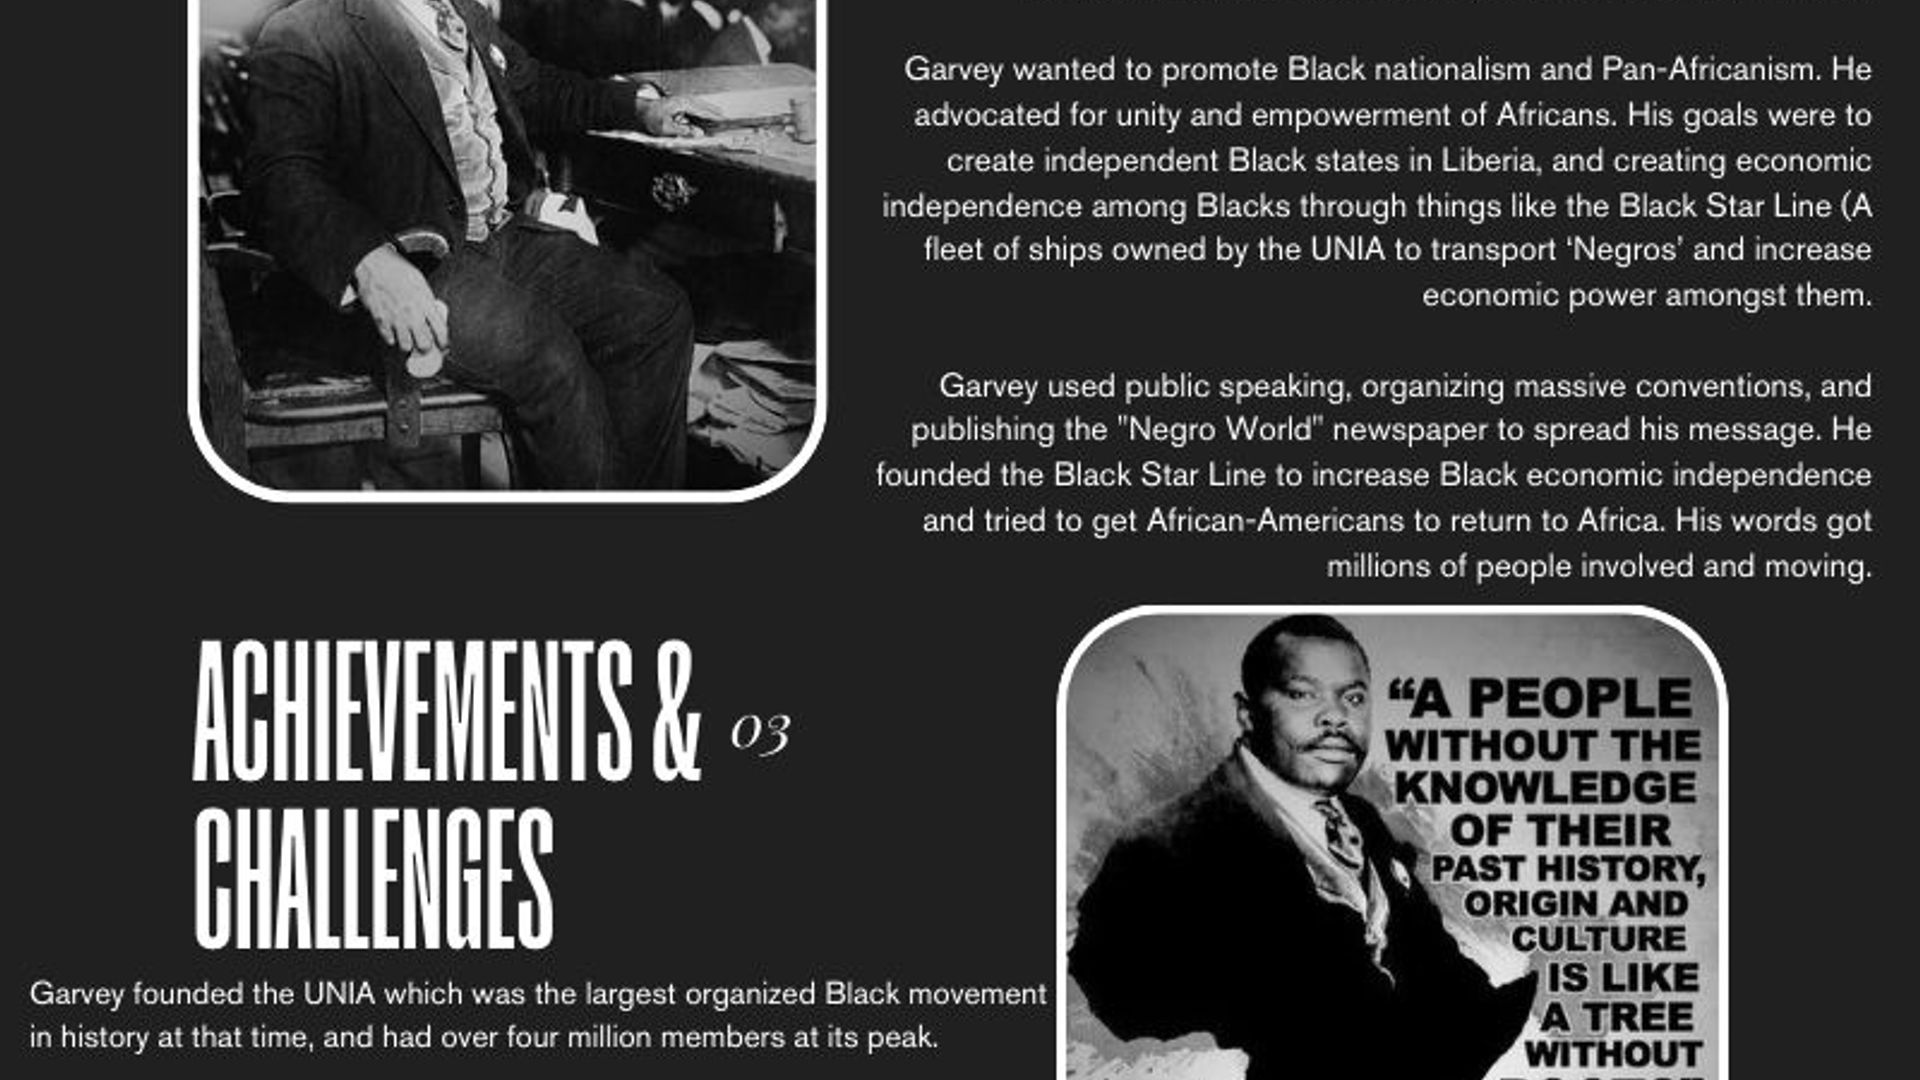 Garvey wanted to promote Black nationalism and Pan-Africanism. He
advocated for unity and empowerment of Africans. His goals were to
create independent Black states in Liberia, and creating economic
independence among Blacks through things like the Black Star Line (A
fleet of ships owned by the UNIA to transport ‘Negros’ and increase
economic power amongst them.
Garvey used public speaking, organizing massive conventions, and
publishing the "Negro World" newspaper to spread his message. He
founded the Black Star Line to increase Black economic independence
and tried to get African-Americans to return to Africa. His words got
millions of people involved and moving.
ACHIEVEMENTS & 03
CHALLENGES
Garvey founded the UNIA which was the largest organized Black movement
in history at that time, and had over four million members at its peak.
“A PEOPLE
WITHOUT THE
KNOWLEDGE
OF THEIR
PAST HISTORY,
ORIGIN AND
CULTURE
IS LIKE
A TREE
WITHOUT